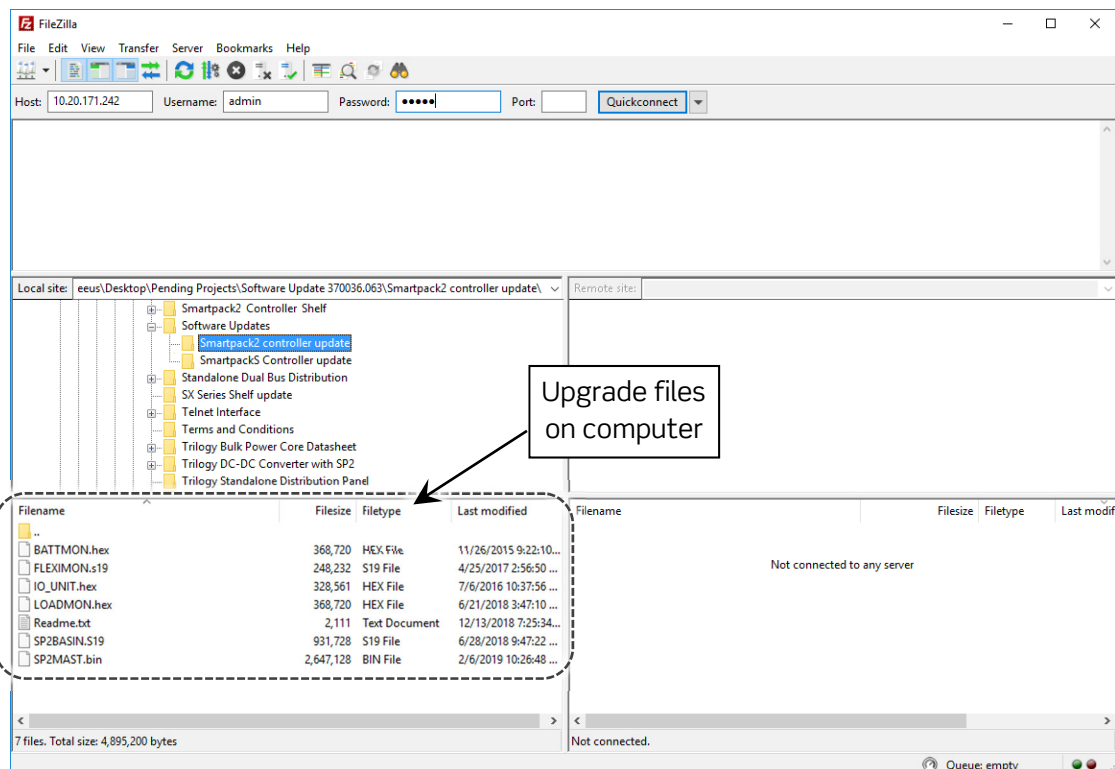 FileZilla
File Edit View Transfer Server Bookmarks Help
Host: 10.20.171.242 Username: admin Password: ●●●●● Port: Quickconnect
Local site: eeus\Desktop\Pending Projects\Software Update 370036.063\Smartpack2 controller update\ Remote site:
Smartpack2 Controller Shelf
Software Updates
Smartpack2 controller update
SmartpackS Controller update
Standalone Dual Bus Distribution
SX Series Shelf update
Telnet Interface
Terms and Conditions
Trilogy Bulk Power Core Datasheet
Trilogy DC-DC Converter with SP2
Trilogy Standalone Distribution Panel
Upgrade files
on computer
Filename Filesize Filetype Last modified
..
BATTMON.hex 368,720 HEX File 11/26/2015 9:22:10...
FLEXIMON.s19 248,232 S19 File 4/25/2017 2:56:50 ...
IO_UNIT.hex 328,561 HEX File 7/6/2016 10:37:56 ...
LOADMON.hex 368,720 HEX File 6/21/2018 3:47:10 ...
Readme.txt 2,111 Text Document 12/13/2018 7:25:34...
SP2BASIN.S19 931,728 S19 File 6/28/2018 9:47:22 ...
SP2MAST.bin 2,647,128 BIN File 2/6/2019 10:26:48 ...
7 files. Total size: 4,895,200 bytes
Filename Filesize Filetype Last modif
Not connected to any server
Not connected.
Queue: empty